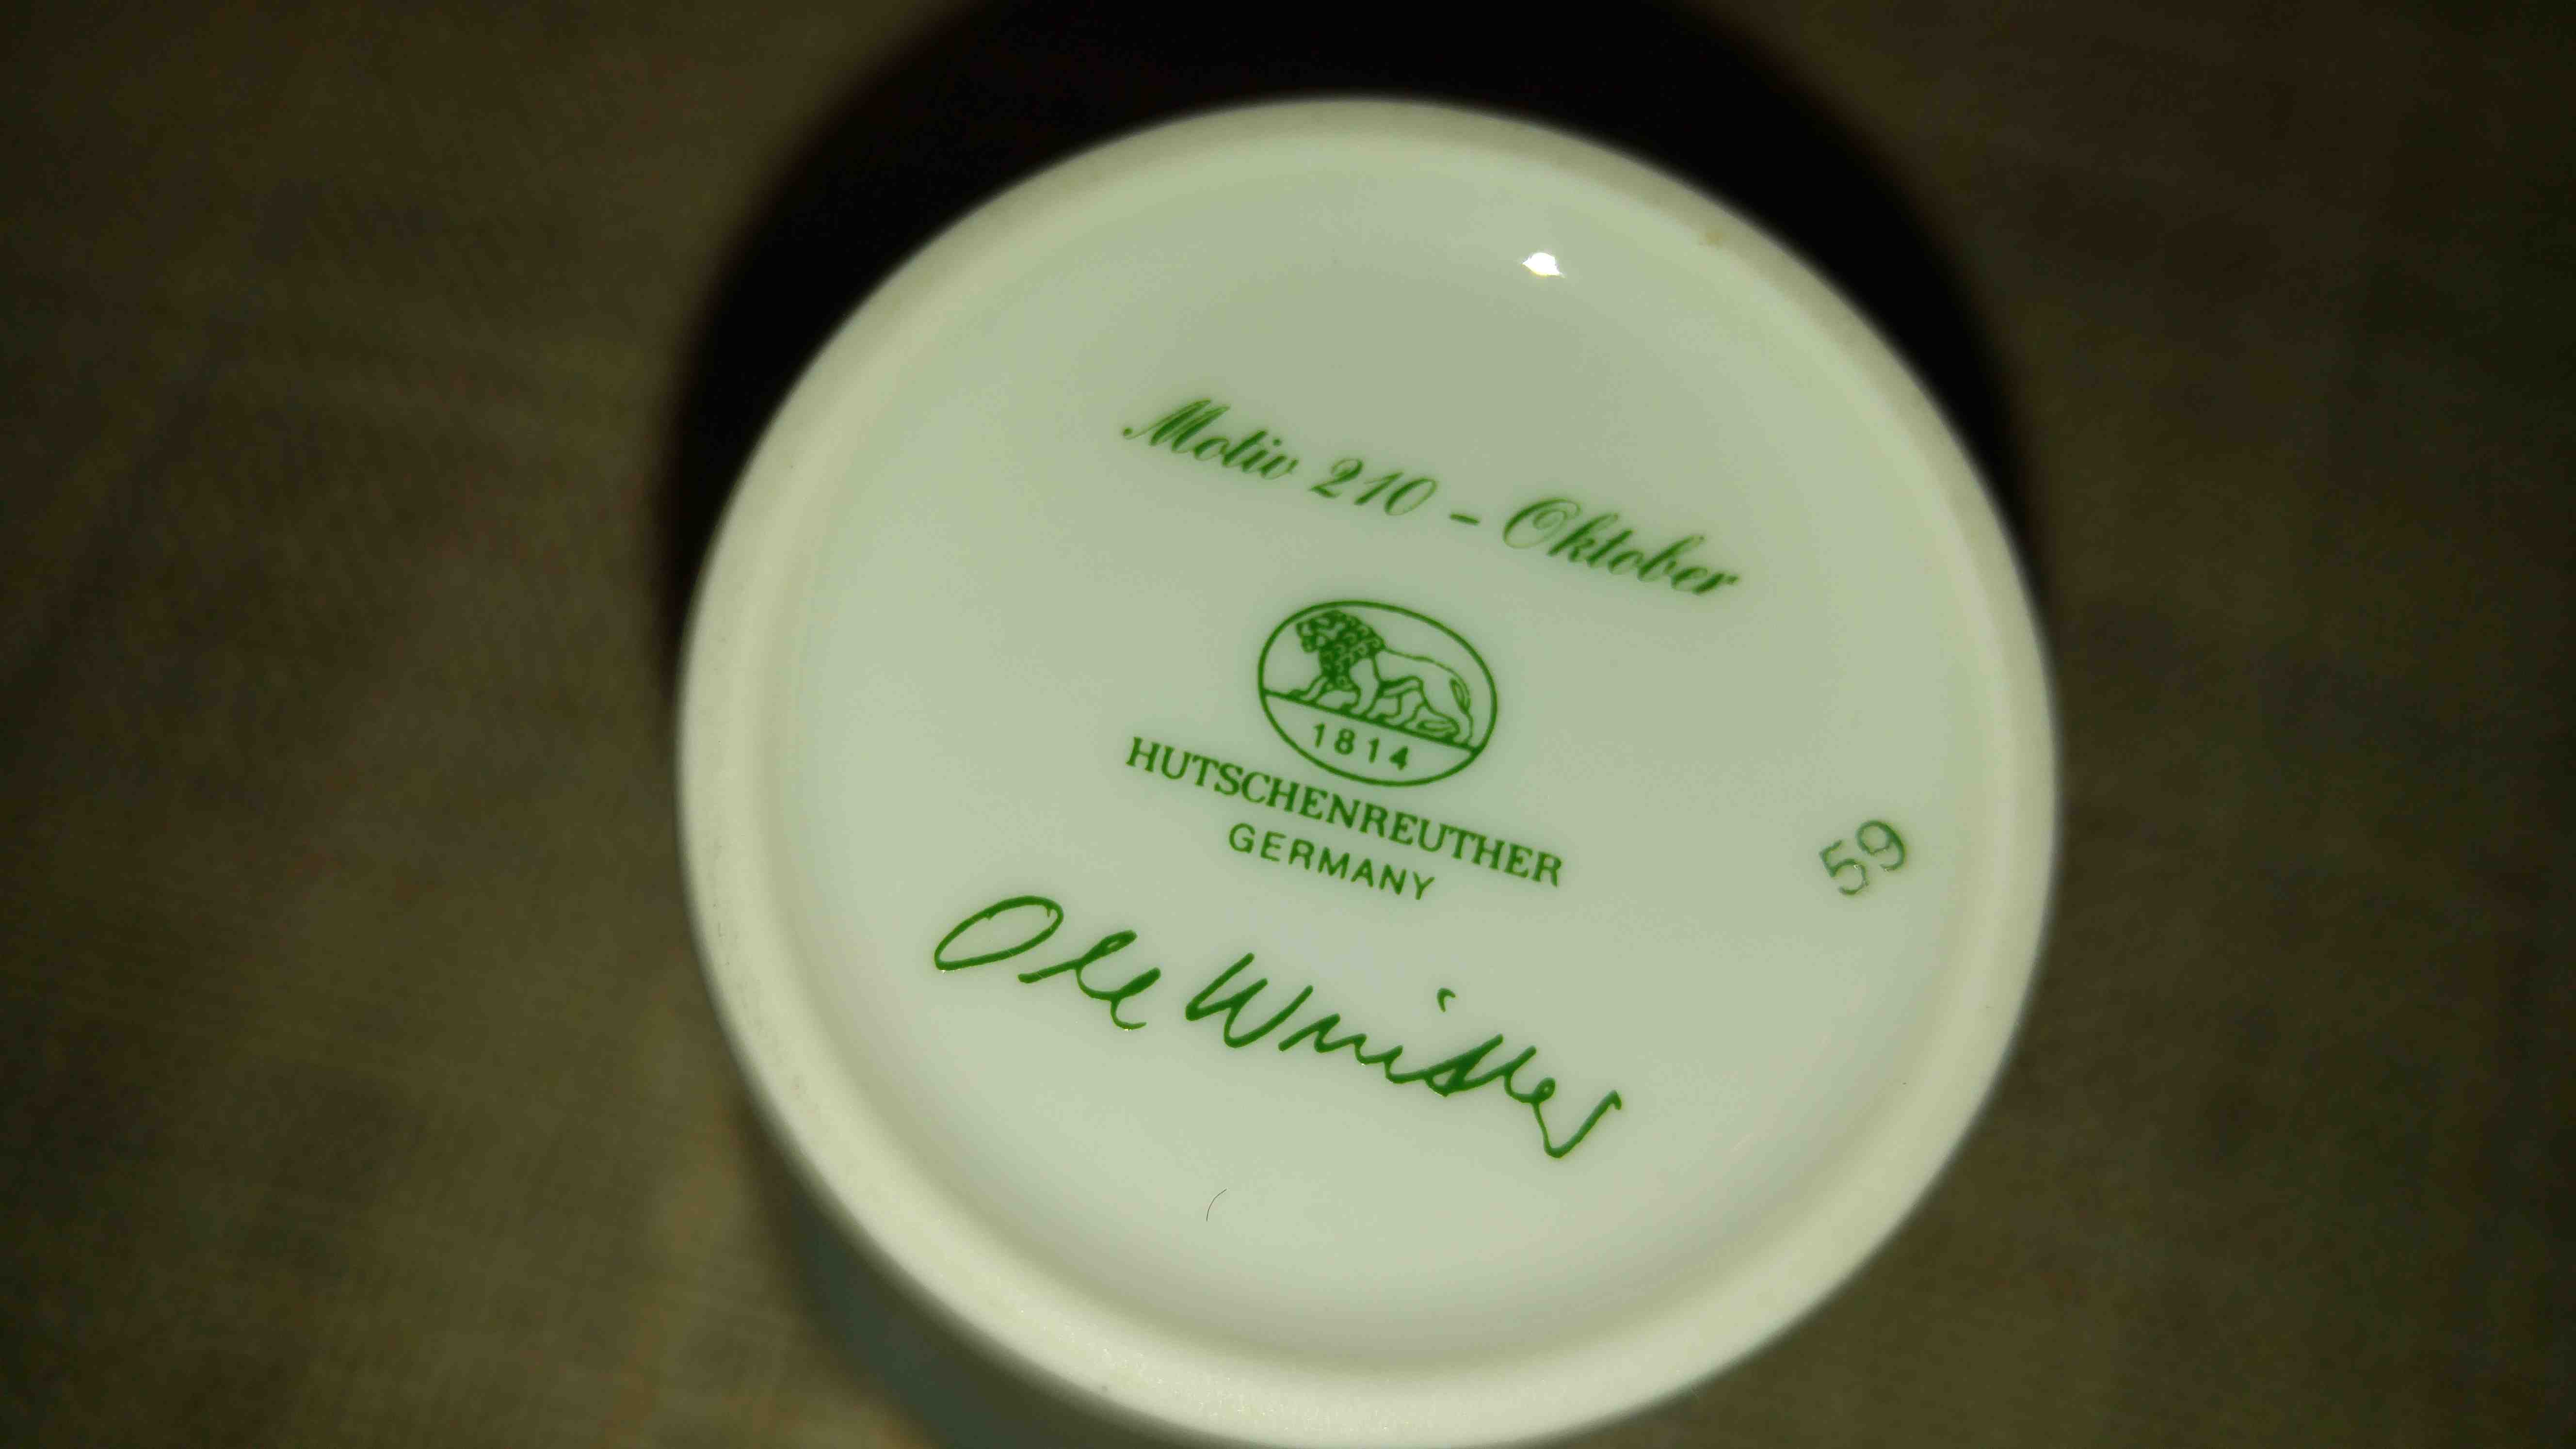 Motiv 210 - Oktober
1814
HUTSCHENREUTHER
GERMANY
59
Ole Winther